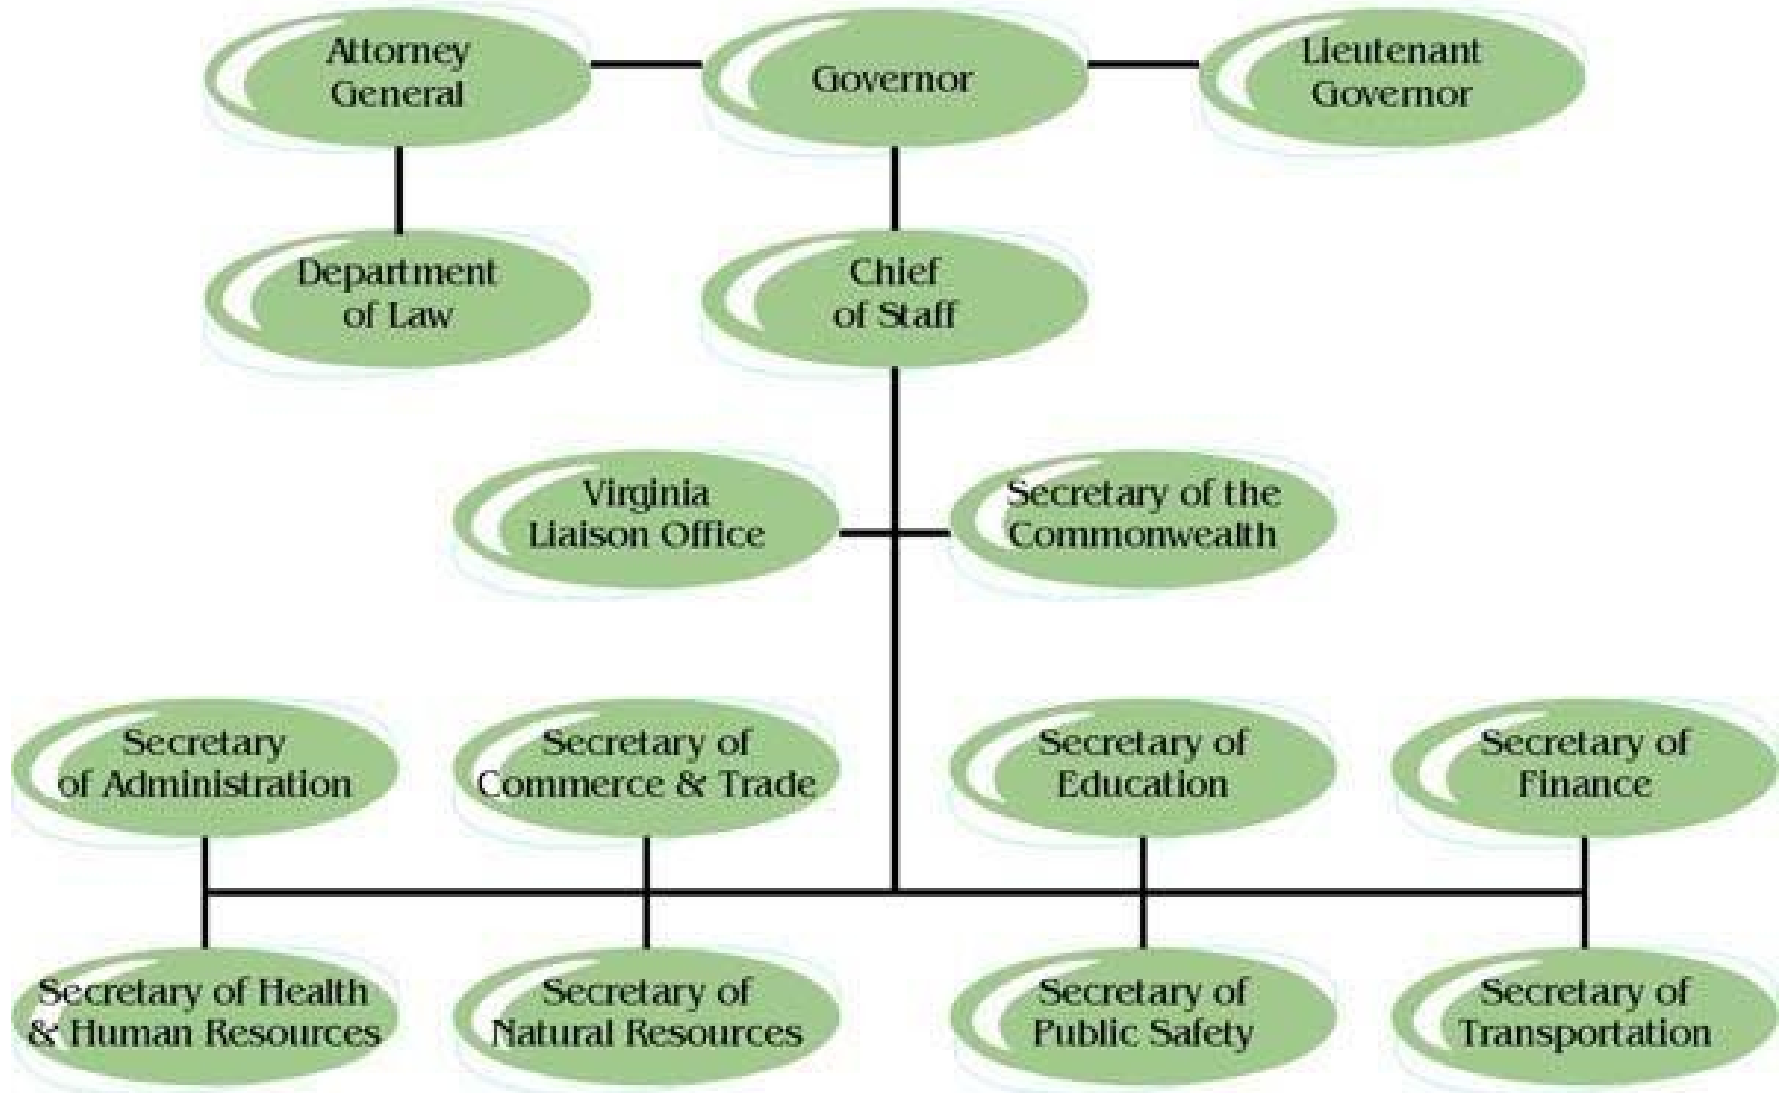 Attorney
General
Governor
Lieutenant
Governor
Department
of Law
Chief
of Staff
Virginia
Liaison Office
Secretary of the
Commonwealth
Secretary
of Administration
Secretary of
Commerce & Trade
Secretary of
Education
Secretary of
Finance
Secretary of Health
& Human Resources
Secretary of
Natural Resources
Secretary of
Public Safety
Secretary of
Transportation